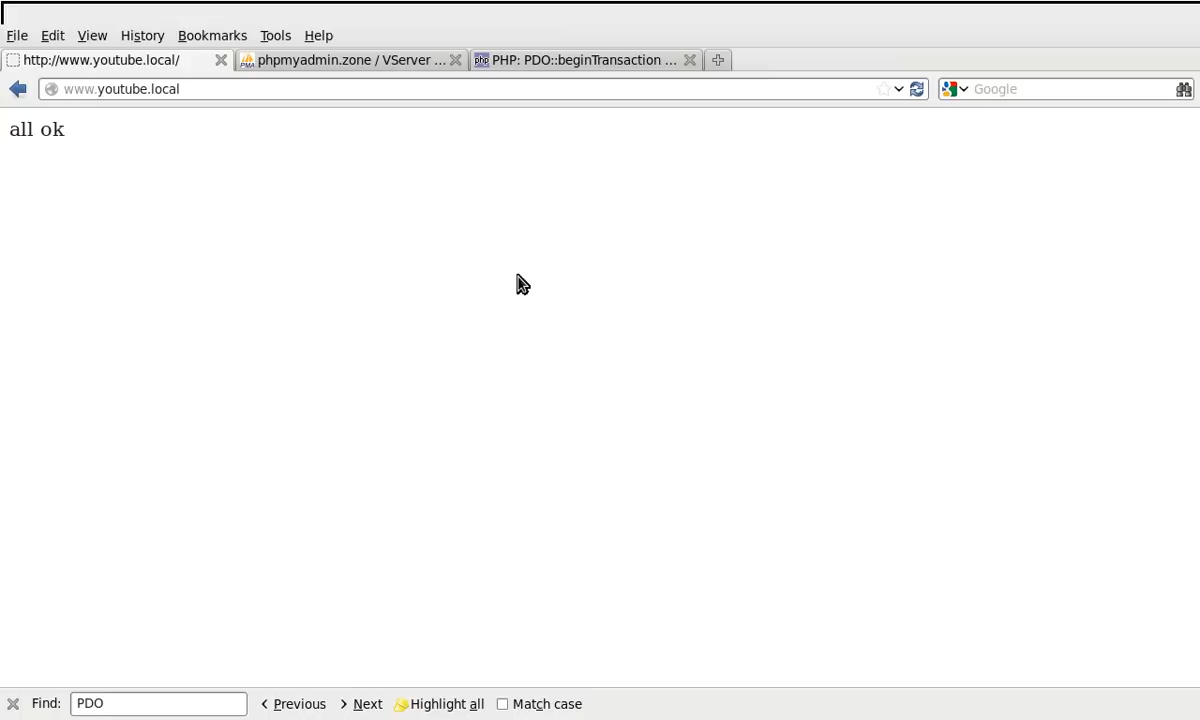 File Edit View History Bookmarks Tools Help
http://www.youtube.local/ phpmyadmin.zone / VServer ... PHP: PDO::beginTransaction ...
www.youtube.local Google
all ok
Find: PDO Previous Next Highlight all Match case